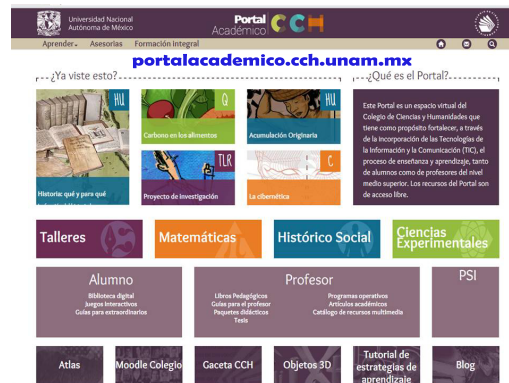 Universidad Nacional
Autónoma de México
Portal
Académico CCH
Aprender Asesorias Formación integral
portalacademico.cch.unam.mx
¿Ya viste esto?
¿Qué es el Portal?
HU
Historia: qué y para qué
Q
Carbono en los alimentos
HU
Acumulación Originaria
TLR
Proyecto de Investigación
C
La cibernética
Este Portal es un espacio virtual del
Colegio de Ciencias y Humanidades que
tiene como propósito fortalecer, a través
de la incorporación de las Tecnologías de
la Información y la Comunicación (TIC), el
proceso de enseñanza y aprendizaje, tanto
de alumnos como de profesores del nivel
medio superior. Los recursos del Portal son
de acceso libre.
Talleres
Matemáticas
Histórico Social
Ciencias
Experimentales
Alumno
Biblioteca digital
Juegos Interactivos
Guías para extraordinarios
Profesor
Libros Pedagógicos
Guías para el profesor
Paquetes didácticos
Tesis
Programas operativos
Artículos académicos
Catálogo de recursos multimedia
PSI
Atlas
Moodle Colegio
Gaceta CCH
Objetos 3D
Tutorial de
estrategias de
aprendizaje
Blog